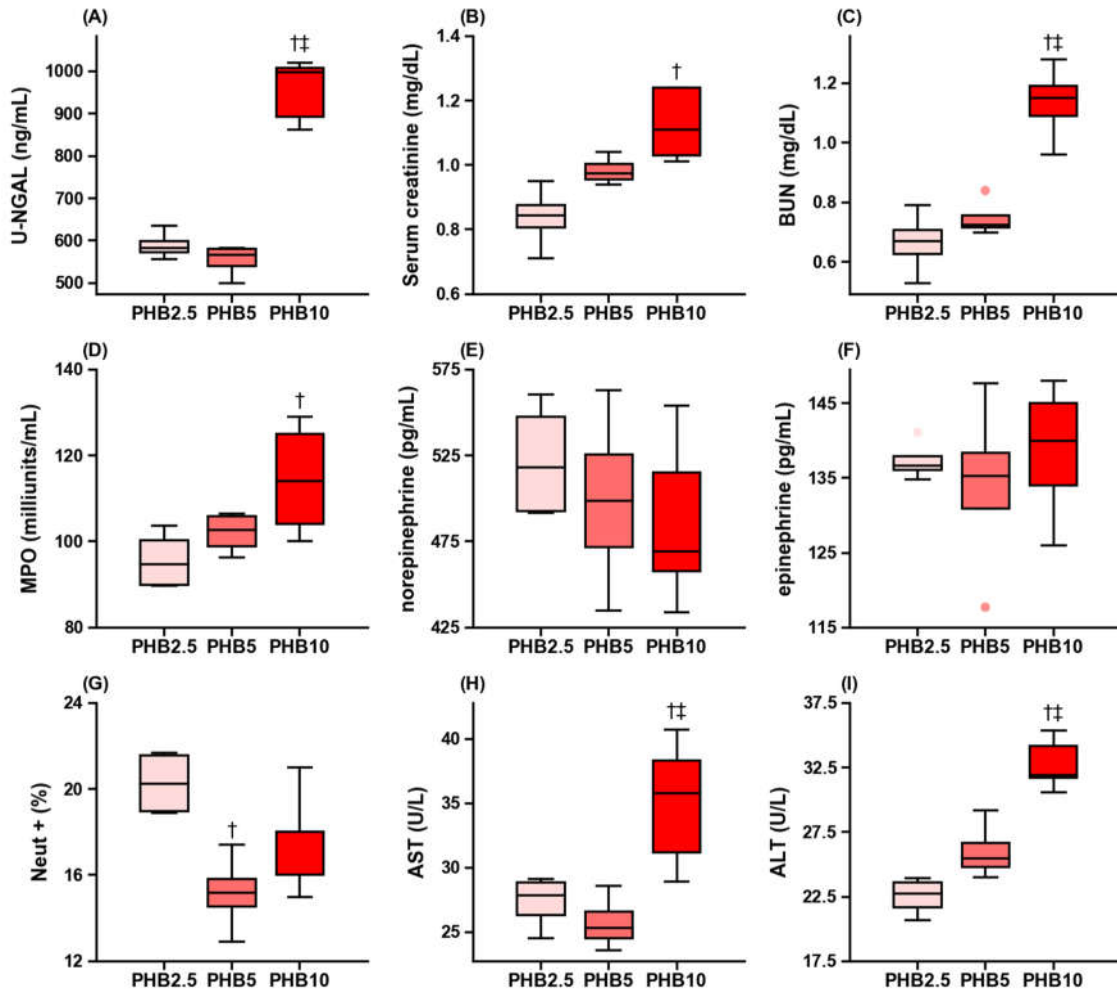 (A)
†‡
U-NGAL (ng/mL)
1000
900
800
700
600
500
PHB2.5 PHB5 PHB10
(B)
†
Serum creatinine (mg/dL)
1.4
1.2
1.0
0.8
0.6
PHB2.5 PHB5 PHB10
(C)
†‡
BUN (mg/dL)
1.2
1.0
0.8
0.6
PHB2.5 PHB5 PHB10
(D)
†
MPO (milliunits/mL)
140
120
100
80
PHB2.5 PHB5 PHB10
(E)
norepinephrine (pg/mL)
575
525
475
425
PHB2.5 PHB5 PHB10
(F)
epinephrine (pg/mL)
145
135
125
115
PHB2.5 PHB5 PHB10
(G)
†
Neut + (%)
24
20
16
12
PHB2.5 PHB5 PHB10
(H)
†‡
AST (U/L)
40
35
30
25
PHB2.5 PHB5 PHB10
(I)
†‡
ALT (U/L)
37.5
32.5
27.5
22.5
17.5
PHB2.5 PHB5 PHB10